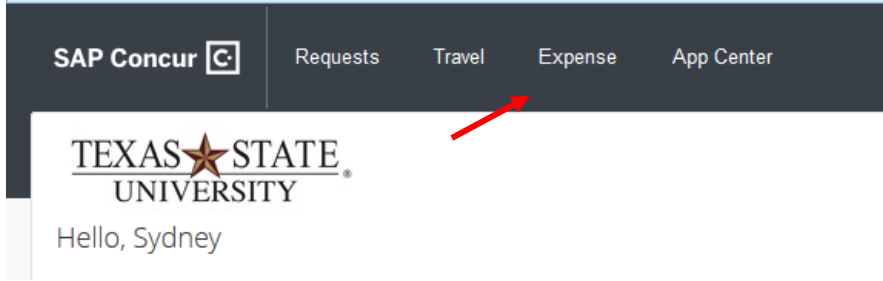 SAP Concur C Requests Travel Expense App Center
TEXAS STATE
UNIVERSITY ®
Hello, Sydney